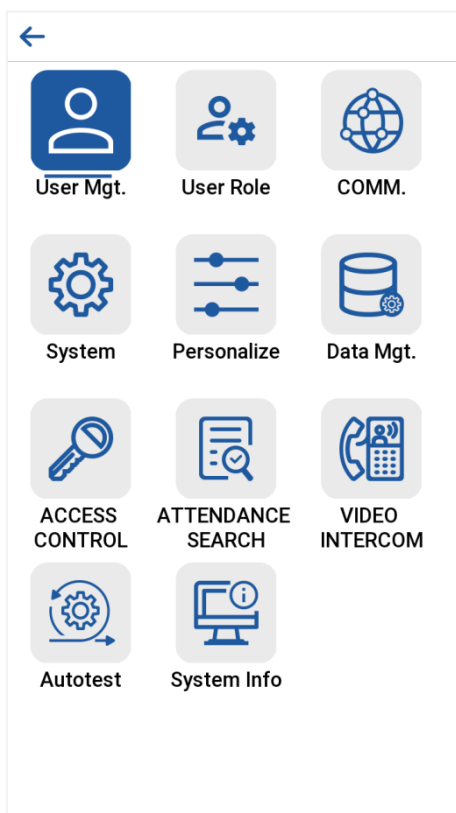 User Mgt.
User Role
COMM.
System
Personalize
Data Mgt.
ACCESS
CONTROL
ATTENDANCE
SEARCH
VIDEO
INTERCOM
Autotest
System Info